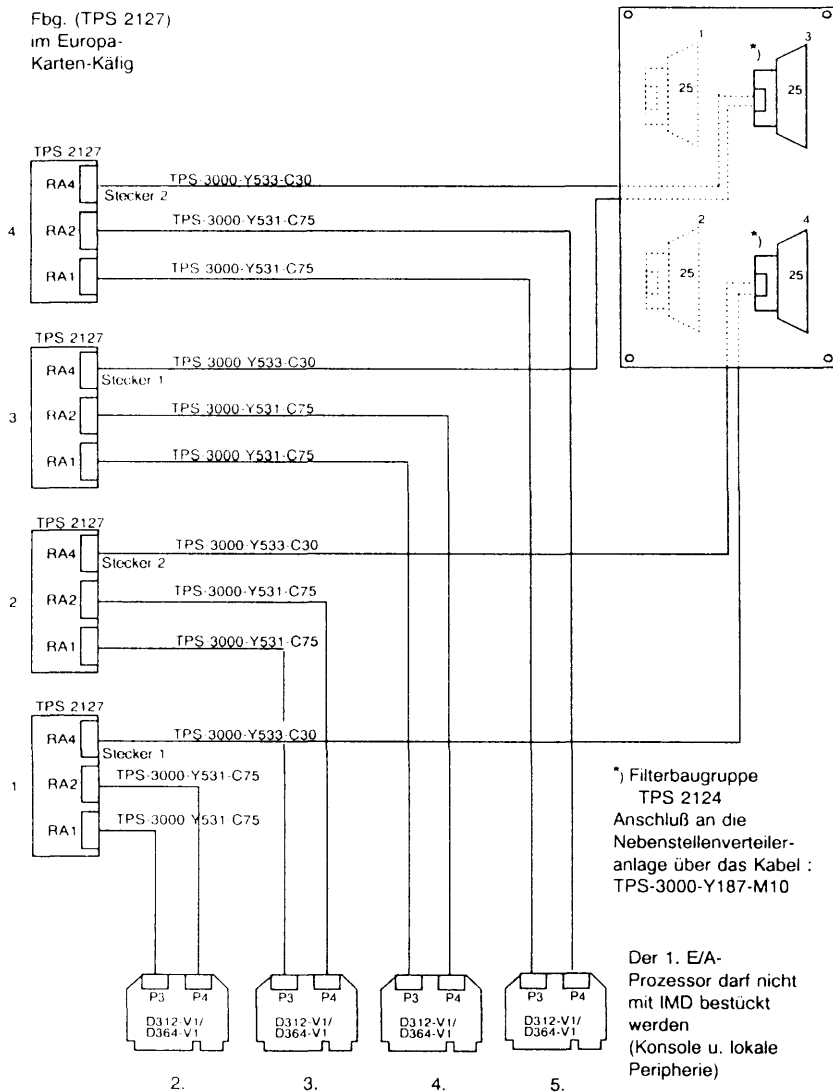 Fbg. (TPS 2127)
im Europa-
Karten-Käfig
1
*)
3
25
25
2
*)
4
25
25
TPS 2127
4
RA4
Stecker 2
TPS-3000-Y533-C30
RA2
TPS-3000-Y531-C75
RA1
TPS-3000-Y531-C75
TPS 2127
3
RA4
Stecker 1
TPS 3000-Y533-C30
RA2
TPS-3000-Y531-C75
RA1
TPS-3000 Y531-C75
TPS 2127
2
RA4
Stecker 2
TPS-3000-Y533-C30
RA2
TPS-3000-Y531-C75
RA1
TPS-3000-Y531-C75
TPS 2127
1
RA4
Stecker 1
TPS-3000-Y533-C30
RA2
TPS-3000-Y531-C75
RA1
TPS-3000 Y531-C75
*) Filterbaugruppe
TPS 2124
Anschluß an die
Nebenstellenverteiler-
anlage über das Kabel :
TPS-3000-Y187-M10
Der 1. E/A-
Prozessor darf nicht
mit IMD bestückt
werden
(Konsole u. lokale
Peripherie)
P3 P4
D312-V1/
D364-V1
2.
P3 P4
D312-V1/
D364-V1
3.
P3 P4
D312-V1/
D364-V1
4.
P3 P4
D312-V1/
D364-V1
5.